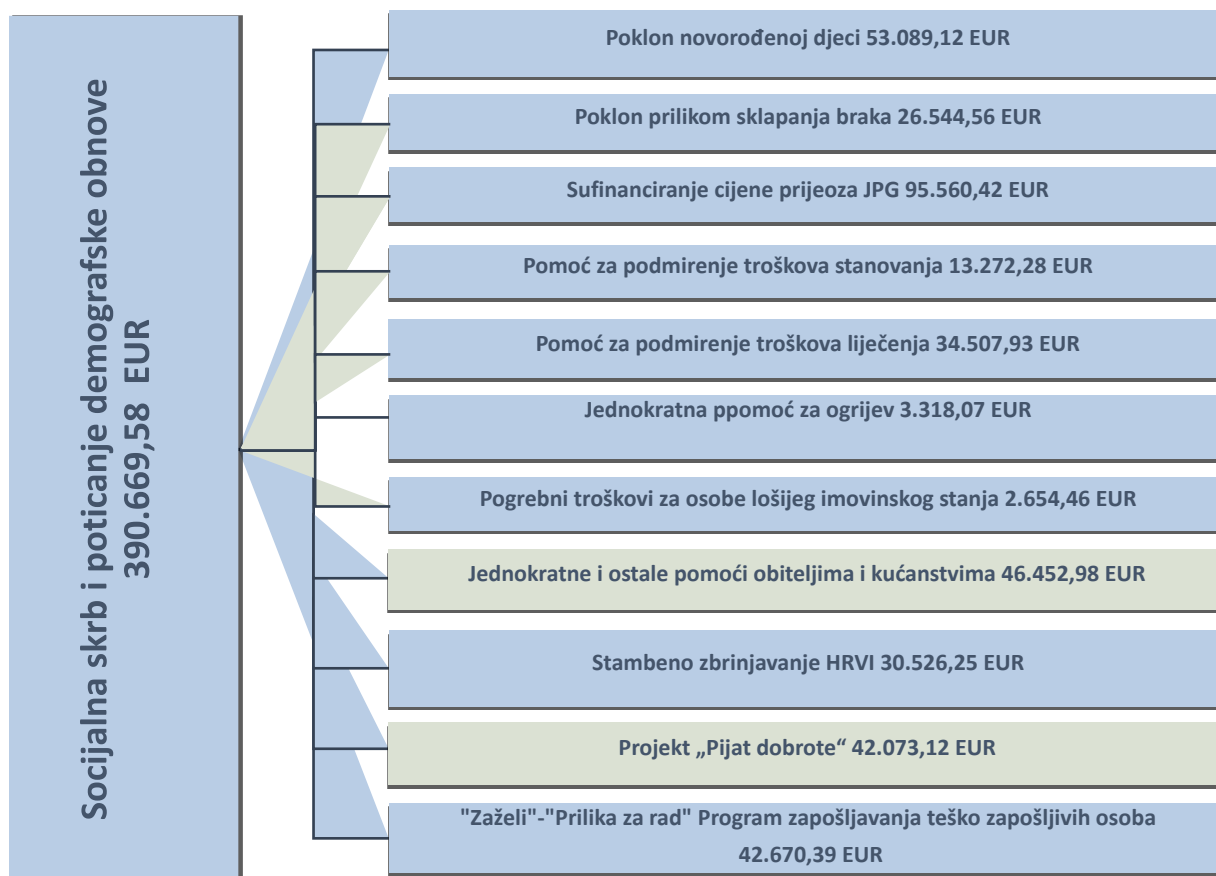 Socijalna skrb i poticanje demografske obnove
390.669,58 EUR
Poklon novorođenoj djeci 53.089,12 EUR
Poklon prilikom sklapanja braka 26.544,56 EUR
Sufinanciranje cijene prijeoza JPG 95.560,42 EUR
Pomoć za podmirenje troškova stanovanja 13.272,28 EUR
Pomoć za podmirenje troškova liječenja 34.507,93 EUR
Jednokratna ppomoć za ogrijev 3.318,07 EUR
Pogrebni troškovi za osobe lošijeg imovinskog stanja 2.654,46 EUR
Jednokratne i ostale pomoći obiteljima i kućanstvima 46.452,98 EUR
Stambeno zbrinjavanje HRVI 30.526,25 EUR
Projekt „Pijat dobrote“ 42.073,12 EUR
"Zaželi"-"Prilika za rad" Program zapošljavanja teško zapošljivih osoba
42.670,39 EUR